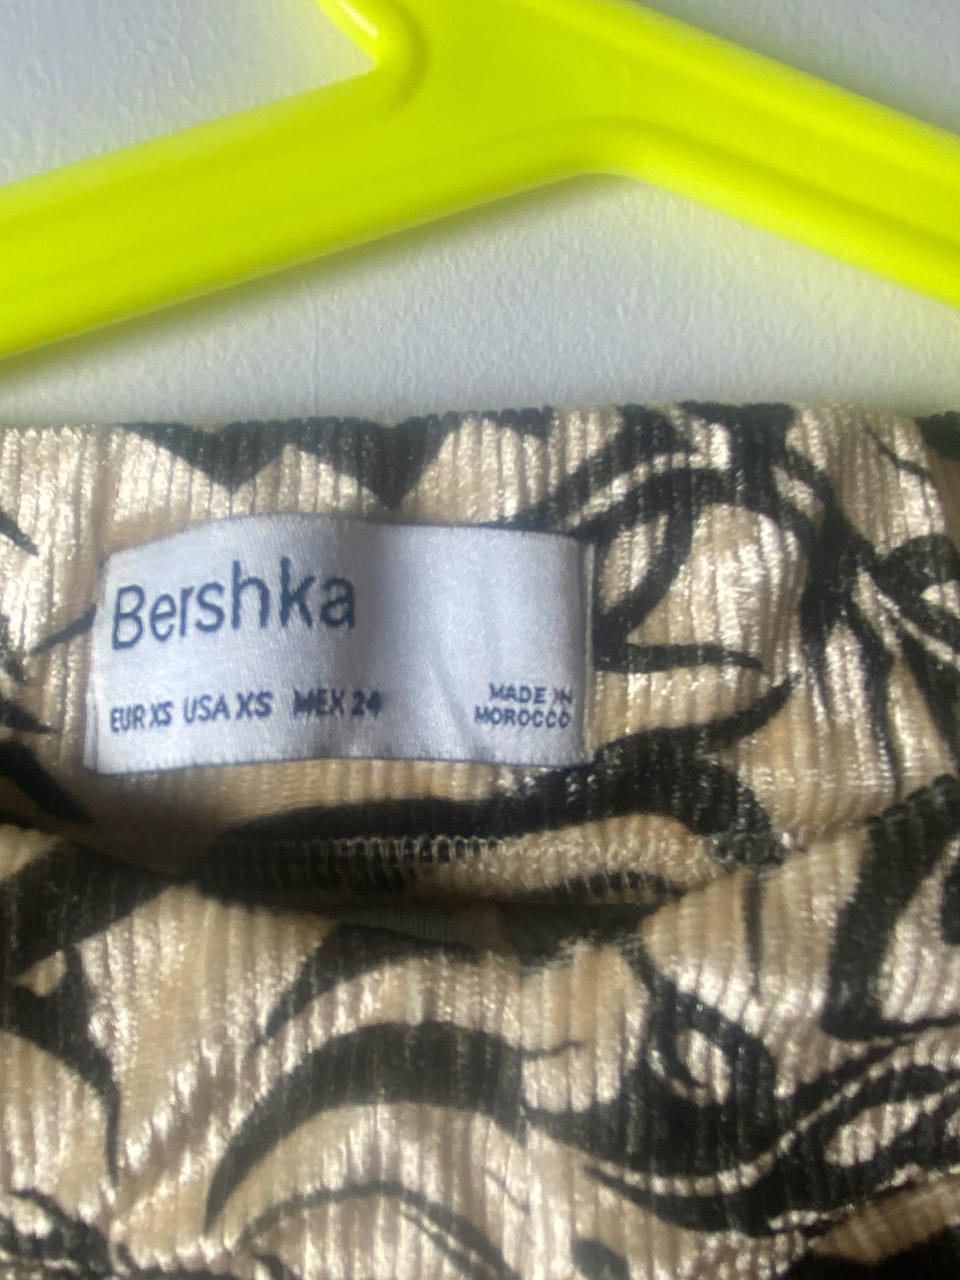 Bershka
EUR XS USA XS MEX 24
MADE IN
MOROCCO